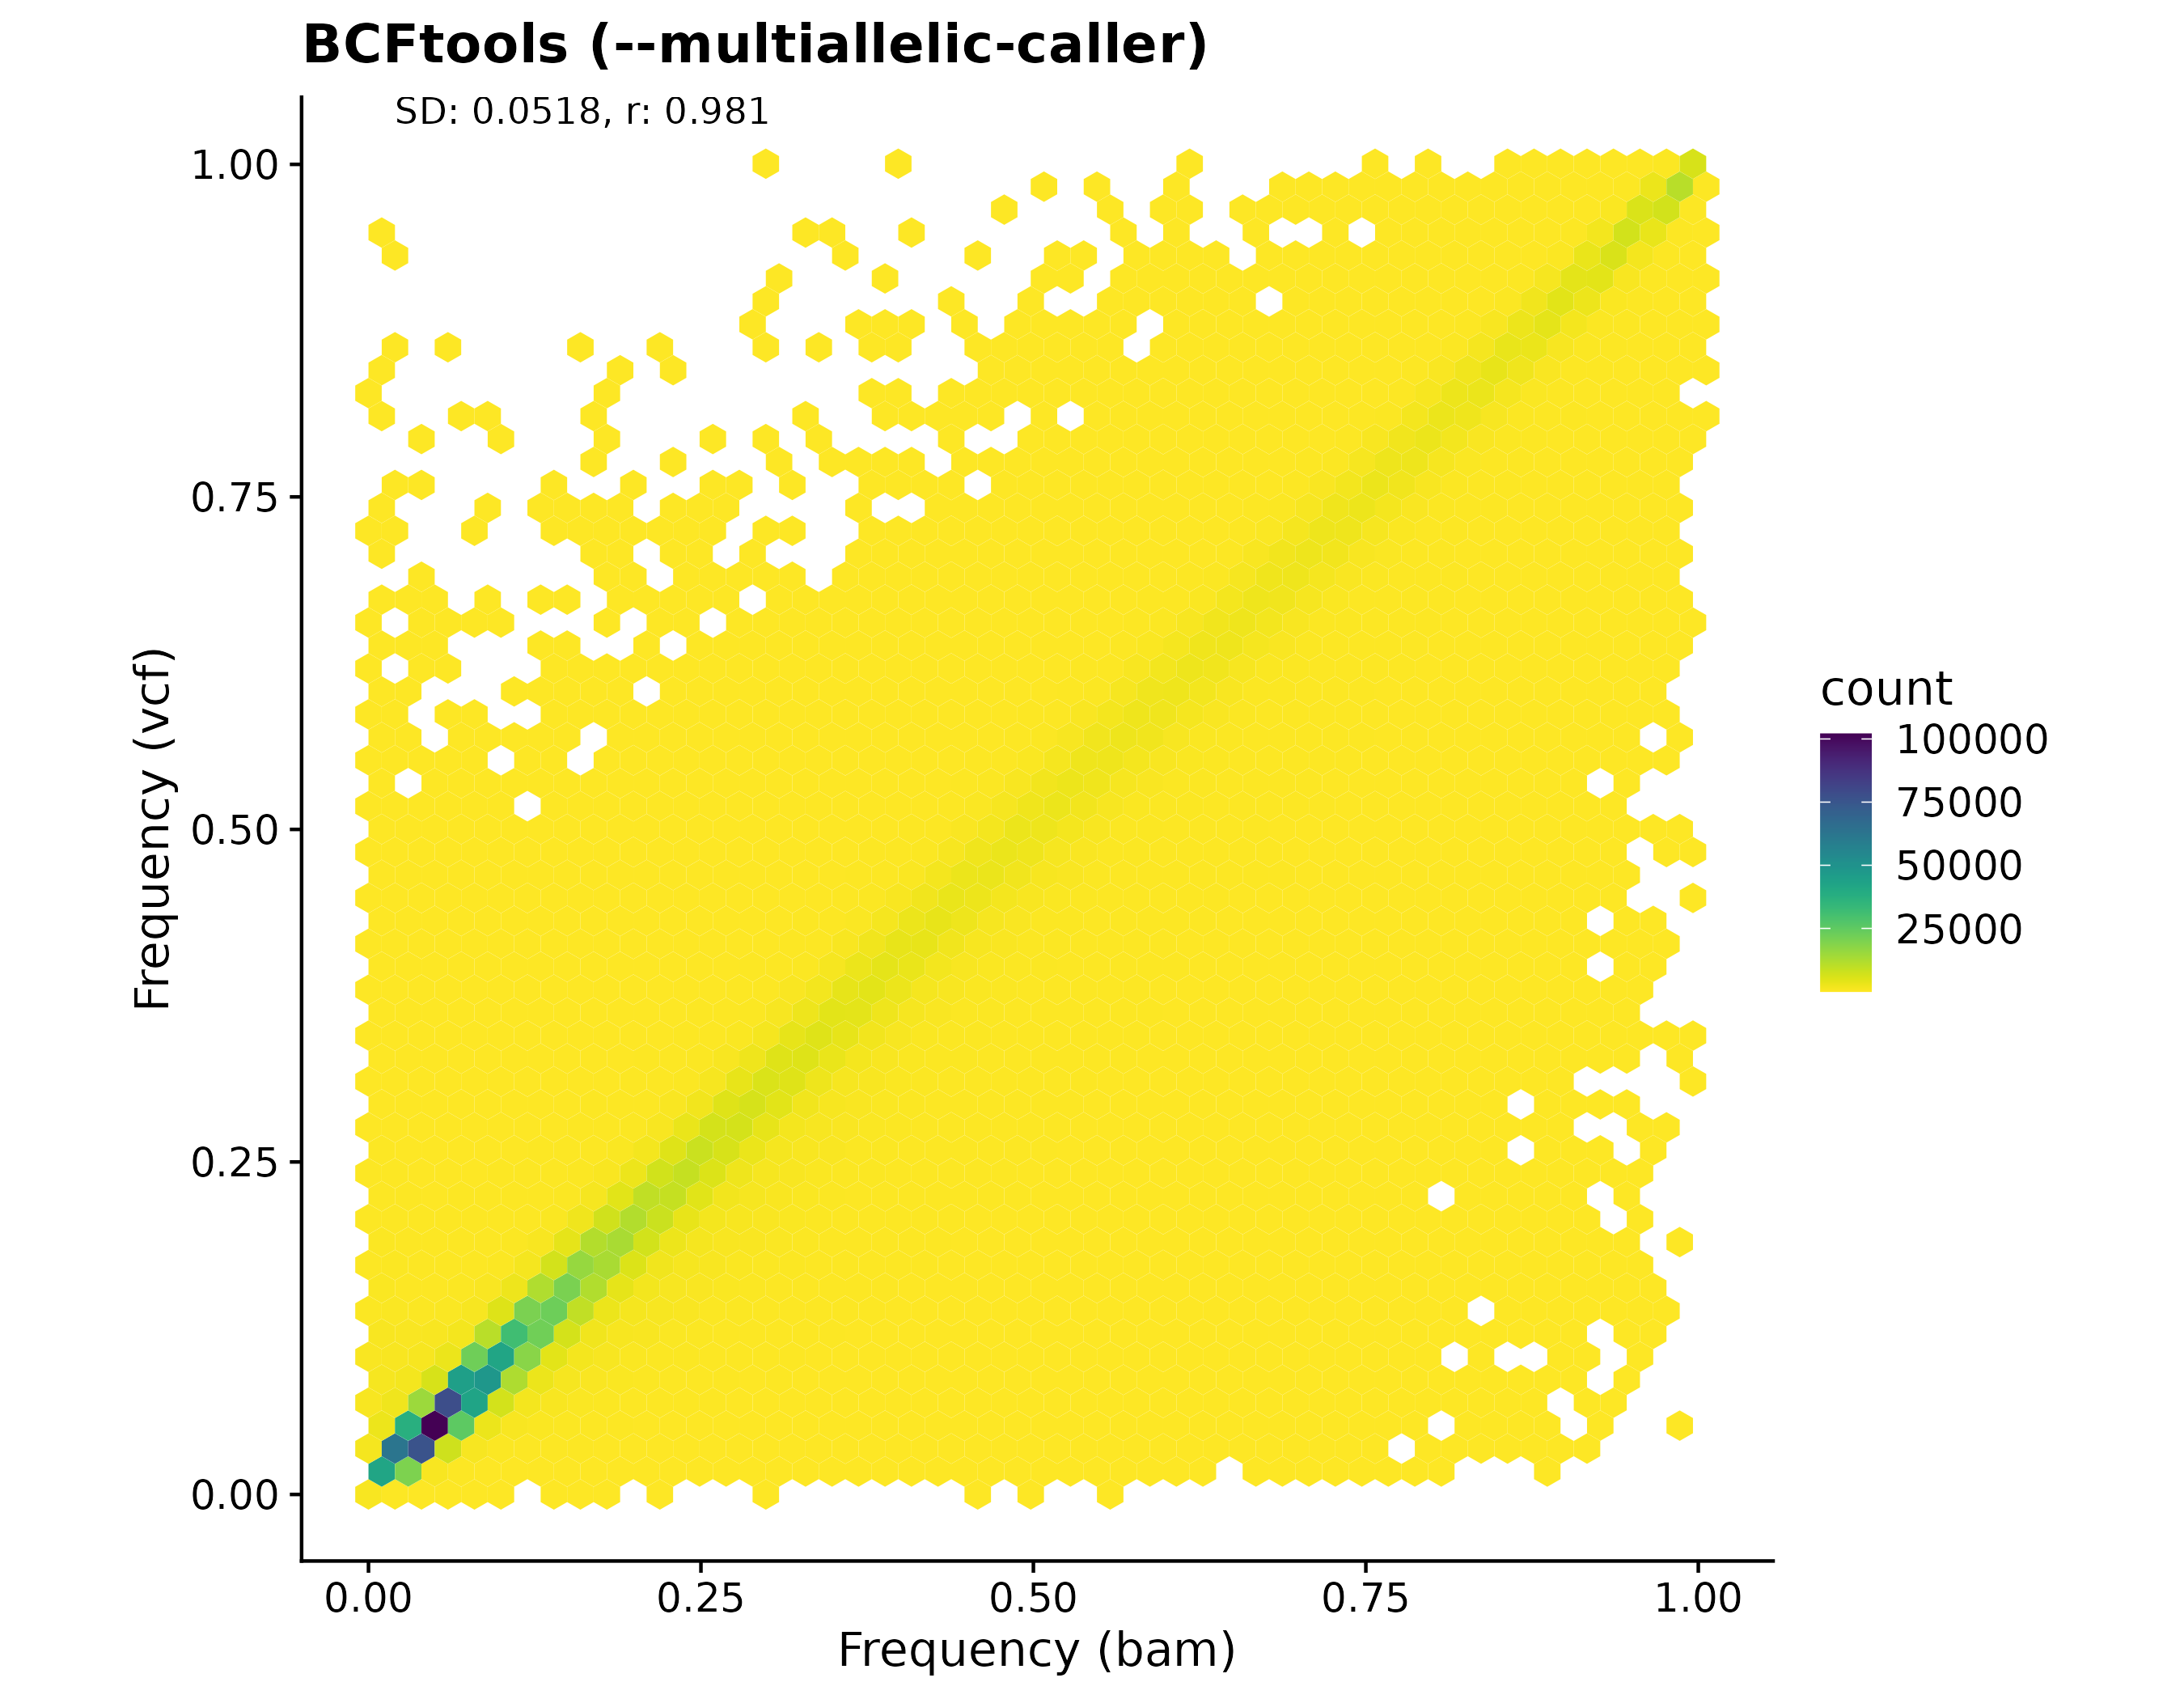 BCFtools (--multiallelic-caller)
SD: 0.0518, r: 0.981
1.00
0.75
0.50
0.25
0.00
Frequency (vcf)
0.00 0.25 0.50 0.75 1.00
Frequency (bam)
count
100000
75000
50000
25000